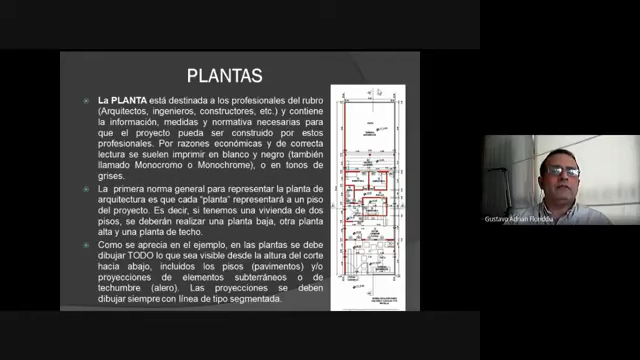 PLANTAS
La PLANTA está destinada a los profesionales del rubro
(Arquitectos, ingenieros, constructores, etc.) y contiene
la información, medidas y normativa necesarias para
que el proyecto pueda ser construido por estos
profesionales. Por razones económicas y de correcta
lectura se suelen imprimir en blanco y negro (también
llamado Monocromo o Monochrome), o en tonos de
grises.
La primera norma general para representar la planta de
arquitectura es que cada "planta" representará a un piso
del proyecto. Es decir, si tenemos una vivienda de dos
pisos, se deberán realizar una planta baja, otra planta
alta y una planta de techo.
Como se aprecia en el ejemplo, en las plantas se debe
dibujar TODO lo que sea visible desde la altura del corte
hacia abajo, incluidos los pisos (pavimentos) y/o
proyecciones de elementos subterráneos o de
techumbre (alero). Las proyecciones se deben
dibujar siempre con línea de tipo segmentada.
Gustavo Adrian